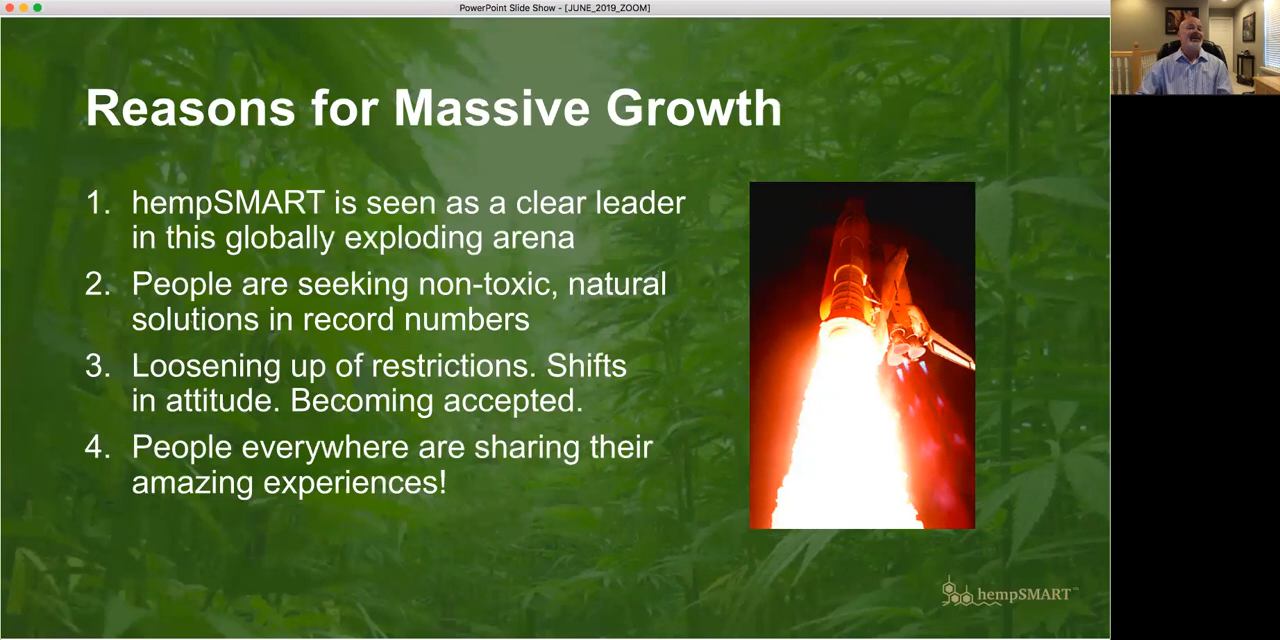 PowerPoint Slide Show - [JUNE_2019_ZOOM]
Reasons for Massive Growth
1. hempSMART is seen as a clear leader
in this globally exploding arena
2. People are seeking non-toxic, natural
solutions in record numbers
3. Loosening up of restrictions. Shifts
in attitude. Becoming accepted.
4. People everywhere are sharing their
amazing experiences!
hempSMART™